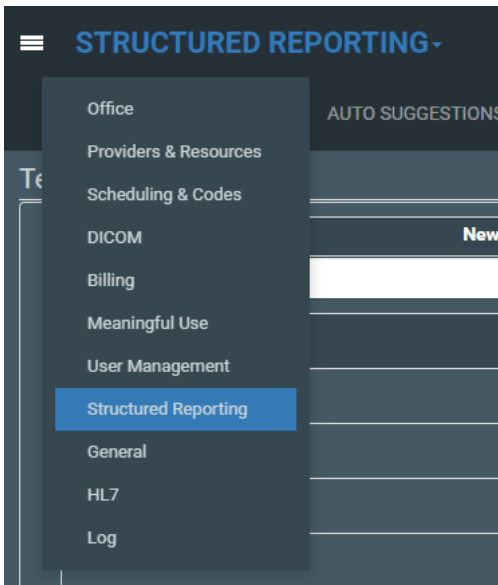 STRUCTURED REPORTING
Office
AUTO SUGGESTIONS
Providers & Resources
Te
Scheduling & Codes
DICOM
New
Billing
Meaningful Use
User Management
Structured Reporting
General
HL7
Log